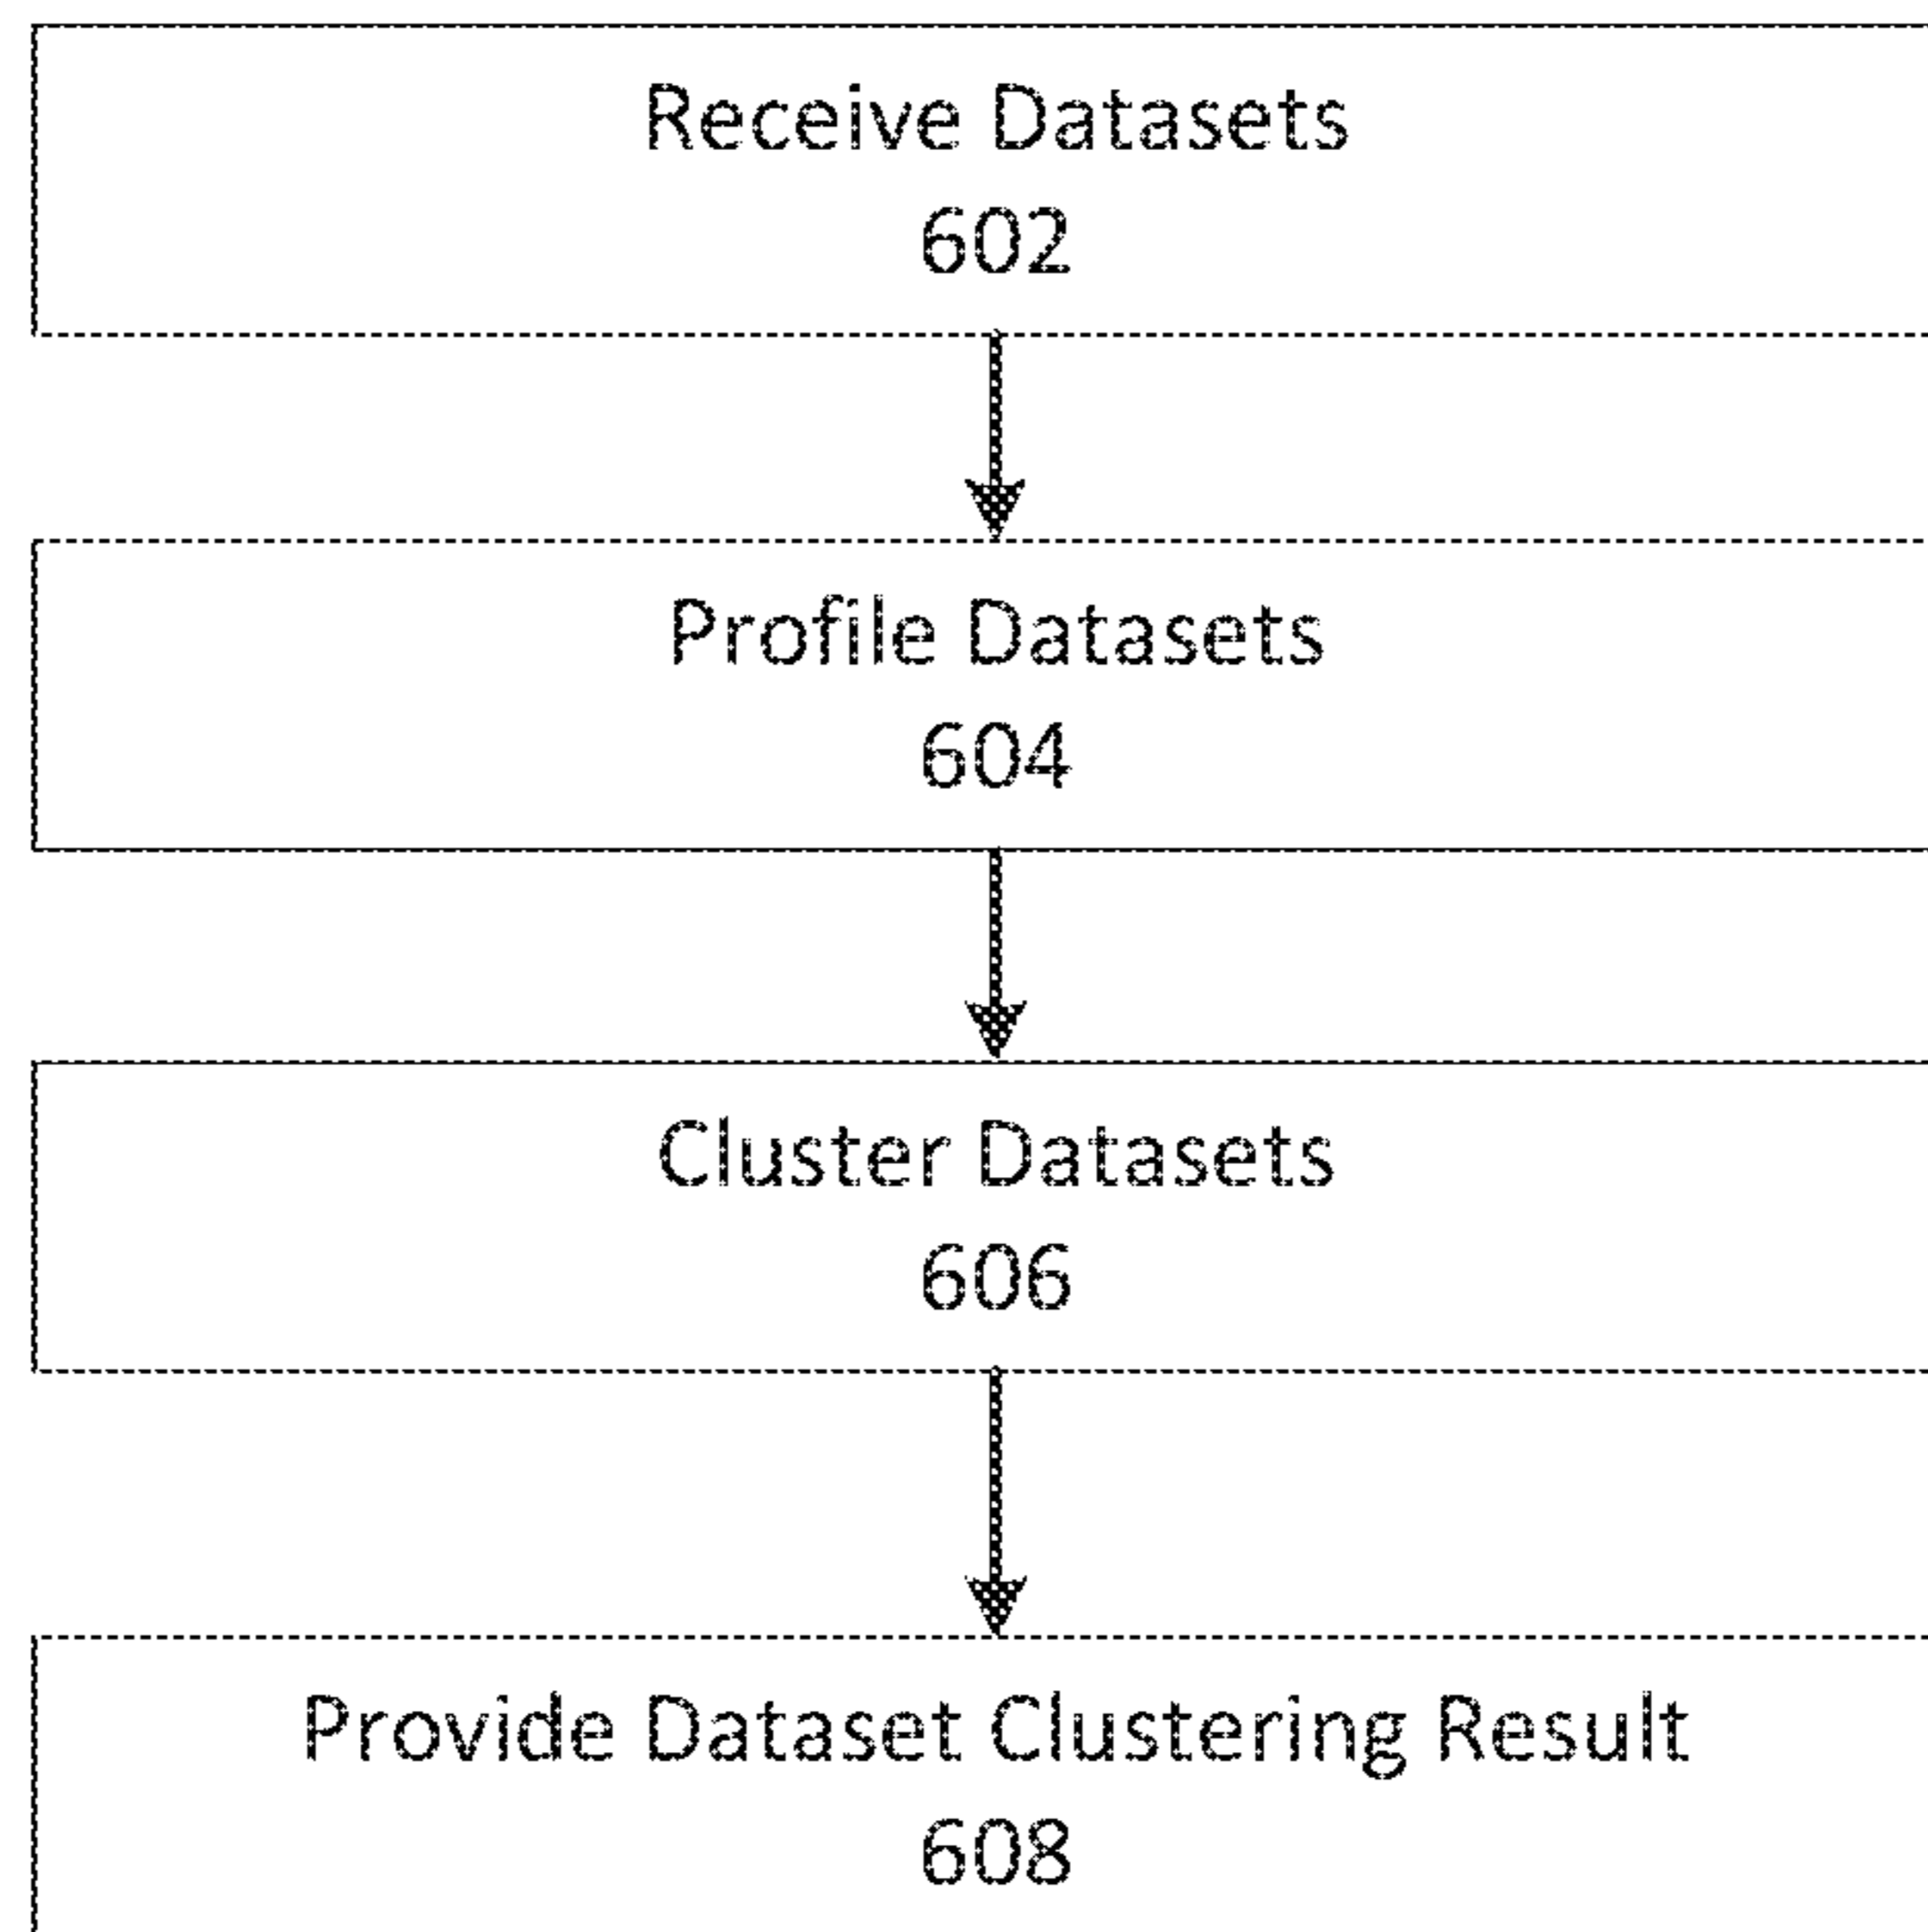 Receive Datasets
602
Profile Datasets
604
Cluster Datasets
606
Provide Dataset Clustering Result
608